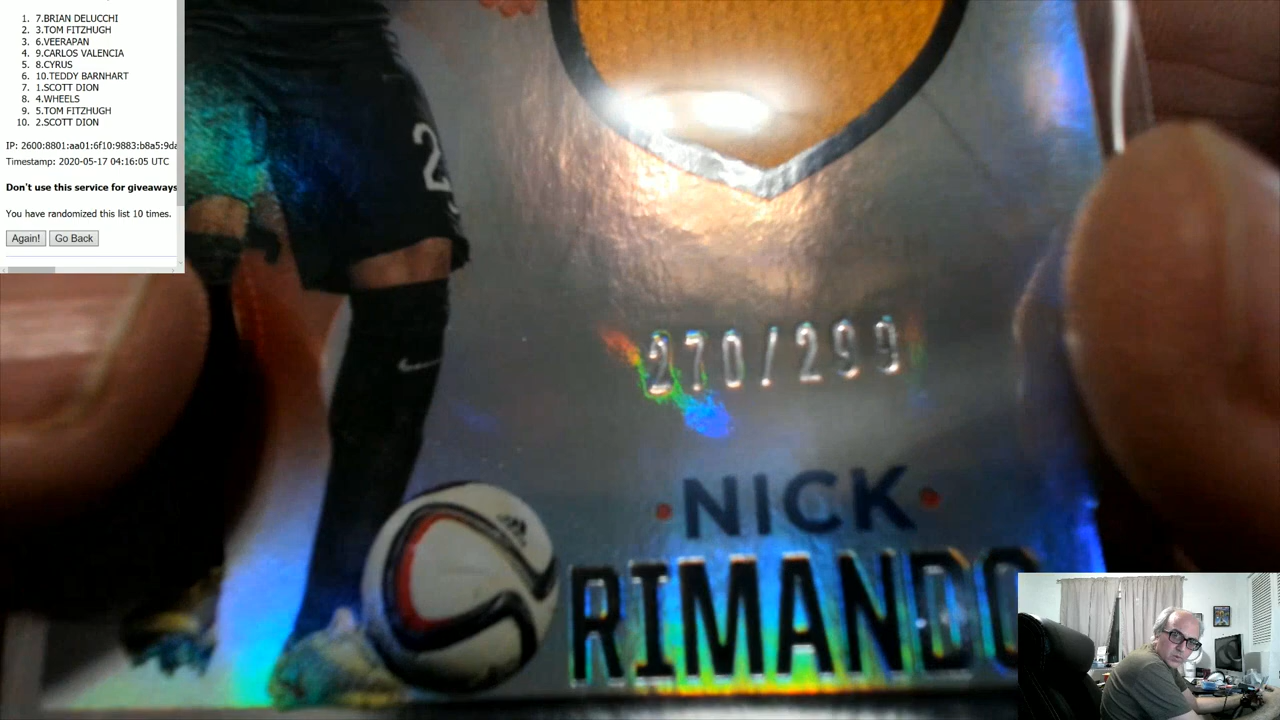 1. 7.BRIAN DELUCCHI
2. 3.TOM FITZHUGH
3. 6.VEERAPAN
4. 9.CARLOS VALENCIA
5. 8.CYRUS
6. 10.TEDDY BARNHART
7. 1.SCOTT DION
8. 4.WHEELS
9. 5.TOM FITZHUGH
10. 2.SCOTT DION
IP: 2600:8801:aa01:6f10:9883:b8a5:9da
Timestamp: 2020-05-17 04:16:05 UTC
Don't use this service for giveaways
You have randomized this list 10 times.
Again! Go Back
2
270/299
NICK
RIMANDO